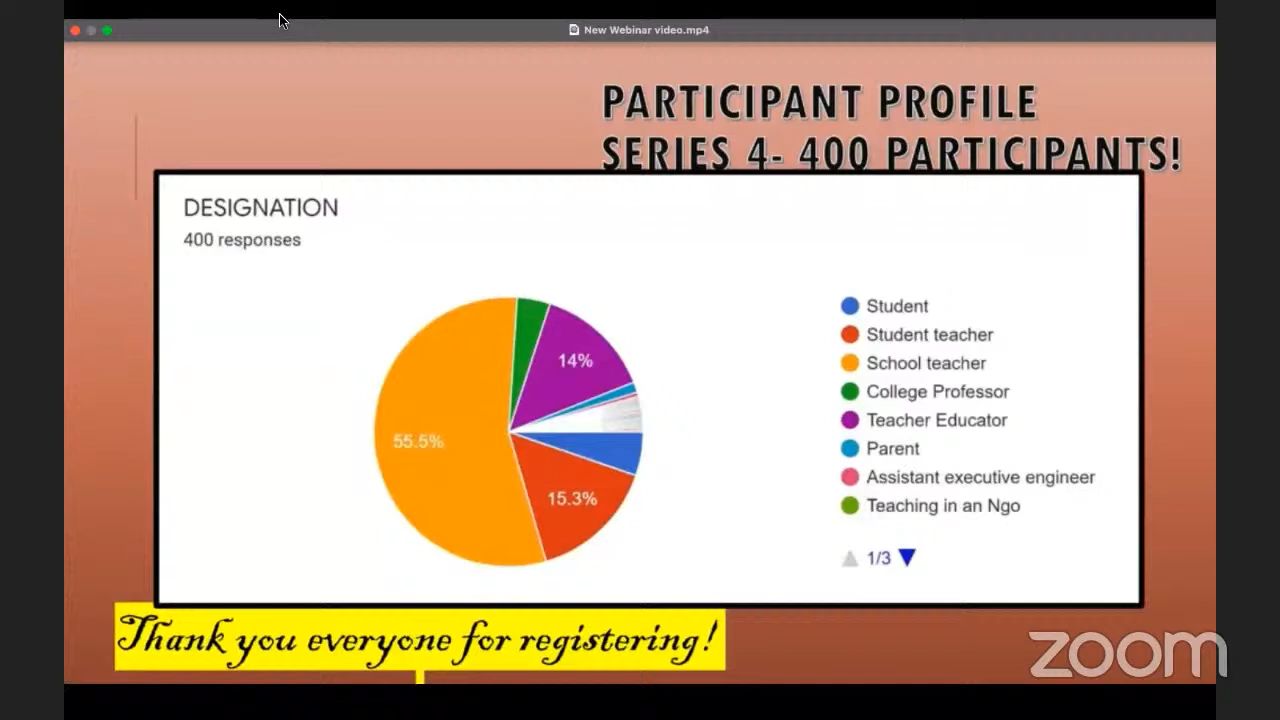 New Webinar video.mp4
PARTICIPANT PROFILE
SERIES 4- 400 PARTICIPANTS!
DESIGNATION
400 responses
14%
55.5%
15.3%
Student
Student teacher
School teacher
College Professor
Teacher Educator
Parent
Assistant executive engineer
Teaching in an Ngo
1/3
Thank you everyone for registering!
zoom